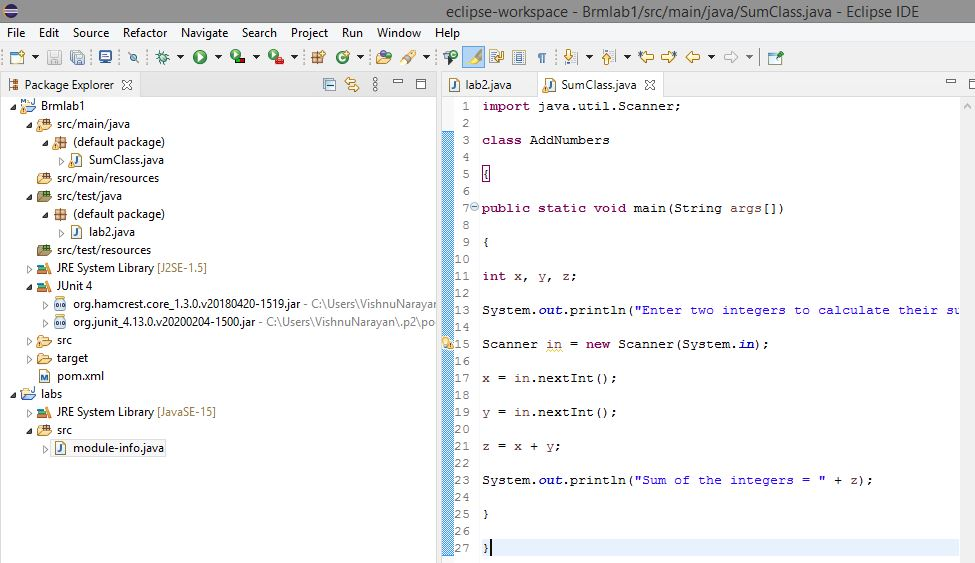 eclipse-workspace - Brmlab1/src/main/java/SumClass.java - Eclipse IDE
File Edit Source Refactor Navigate Search Project Run Window Help
Package Explorer
Brmlab1
src/main/java
(default package)
SumClass.java
src/main/resources
src/test/java
(default package)
lab2.java
src/test/resources
JRE System Library [J2SE-1.5]
JUnit 4
org.hamcrest.core_1.3.0.v20180420-1519.jar - C:\Users\VishnuNarayar
org.junit_4.13.0.v20200204-1500.jar - C:\Users\VishnuNarayan\.p2\po
src
target
pom.xml
labs
JRE System Library [JavaSE-15]
src
module-info.java
lab2.java SumClass.java
1 import java.util.Scanner;
2
3 class AddNumbers
4
5 {
6
7 public static void main(String args[])
8
9 {
10
11 int x, y, z;
12
13 System.out.println("Enter two integers to calculate their su
14
15 Scanner in = new Scanner(System.in);
16
17 x = in.nextInt();
18
19 y = in.nextInt();
20
21 z = x + y;
22
23 System.out.println("Sum of the integers = " + z);
24
25 }
26
27 }